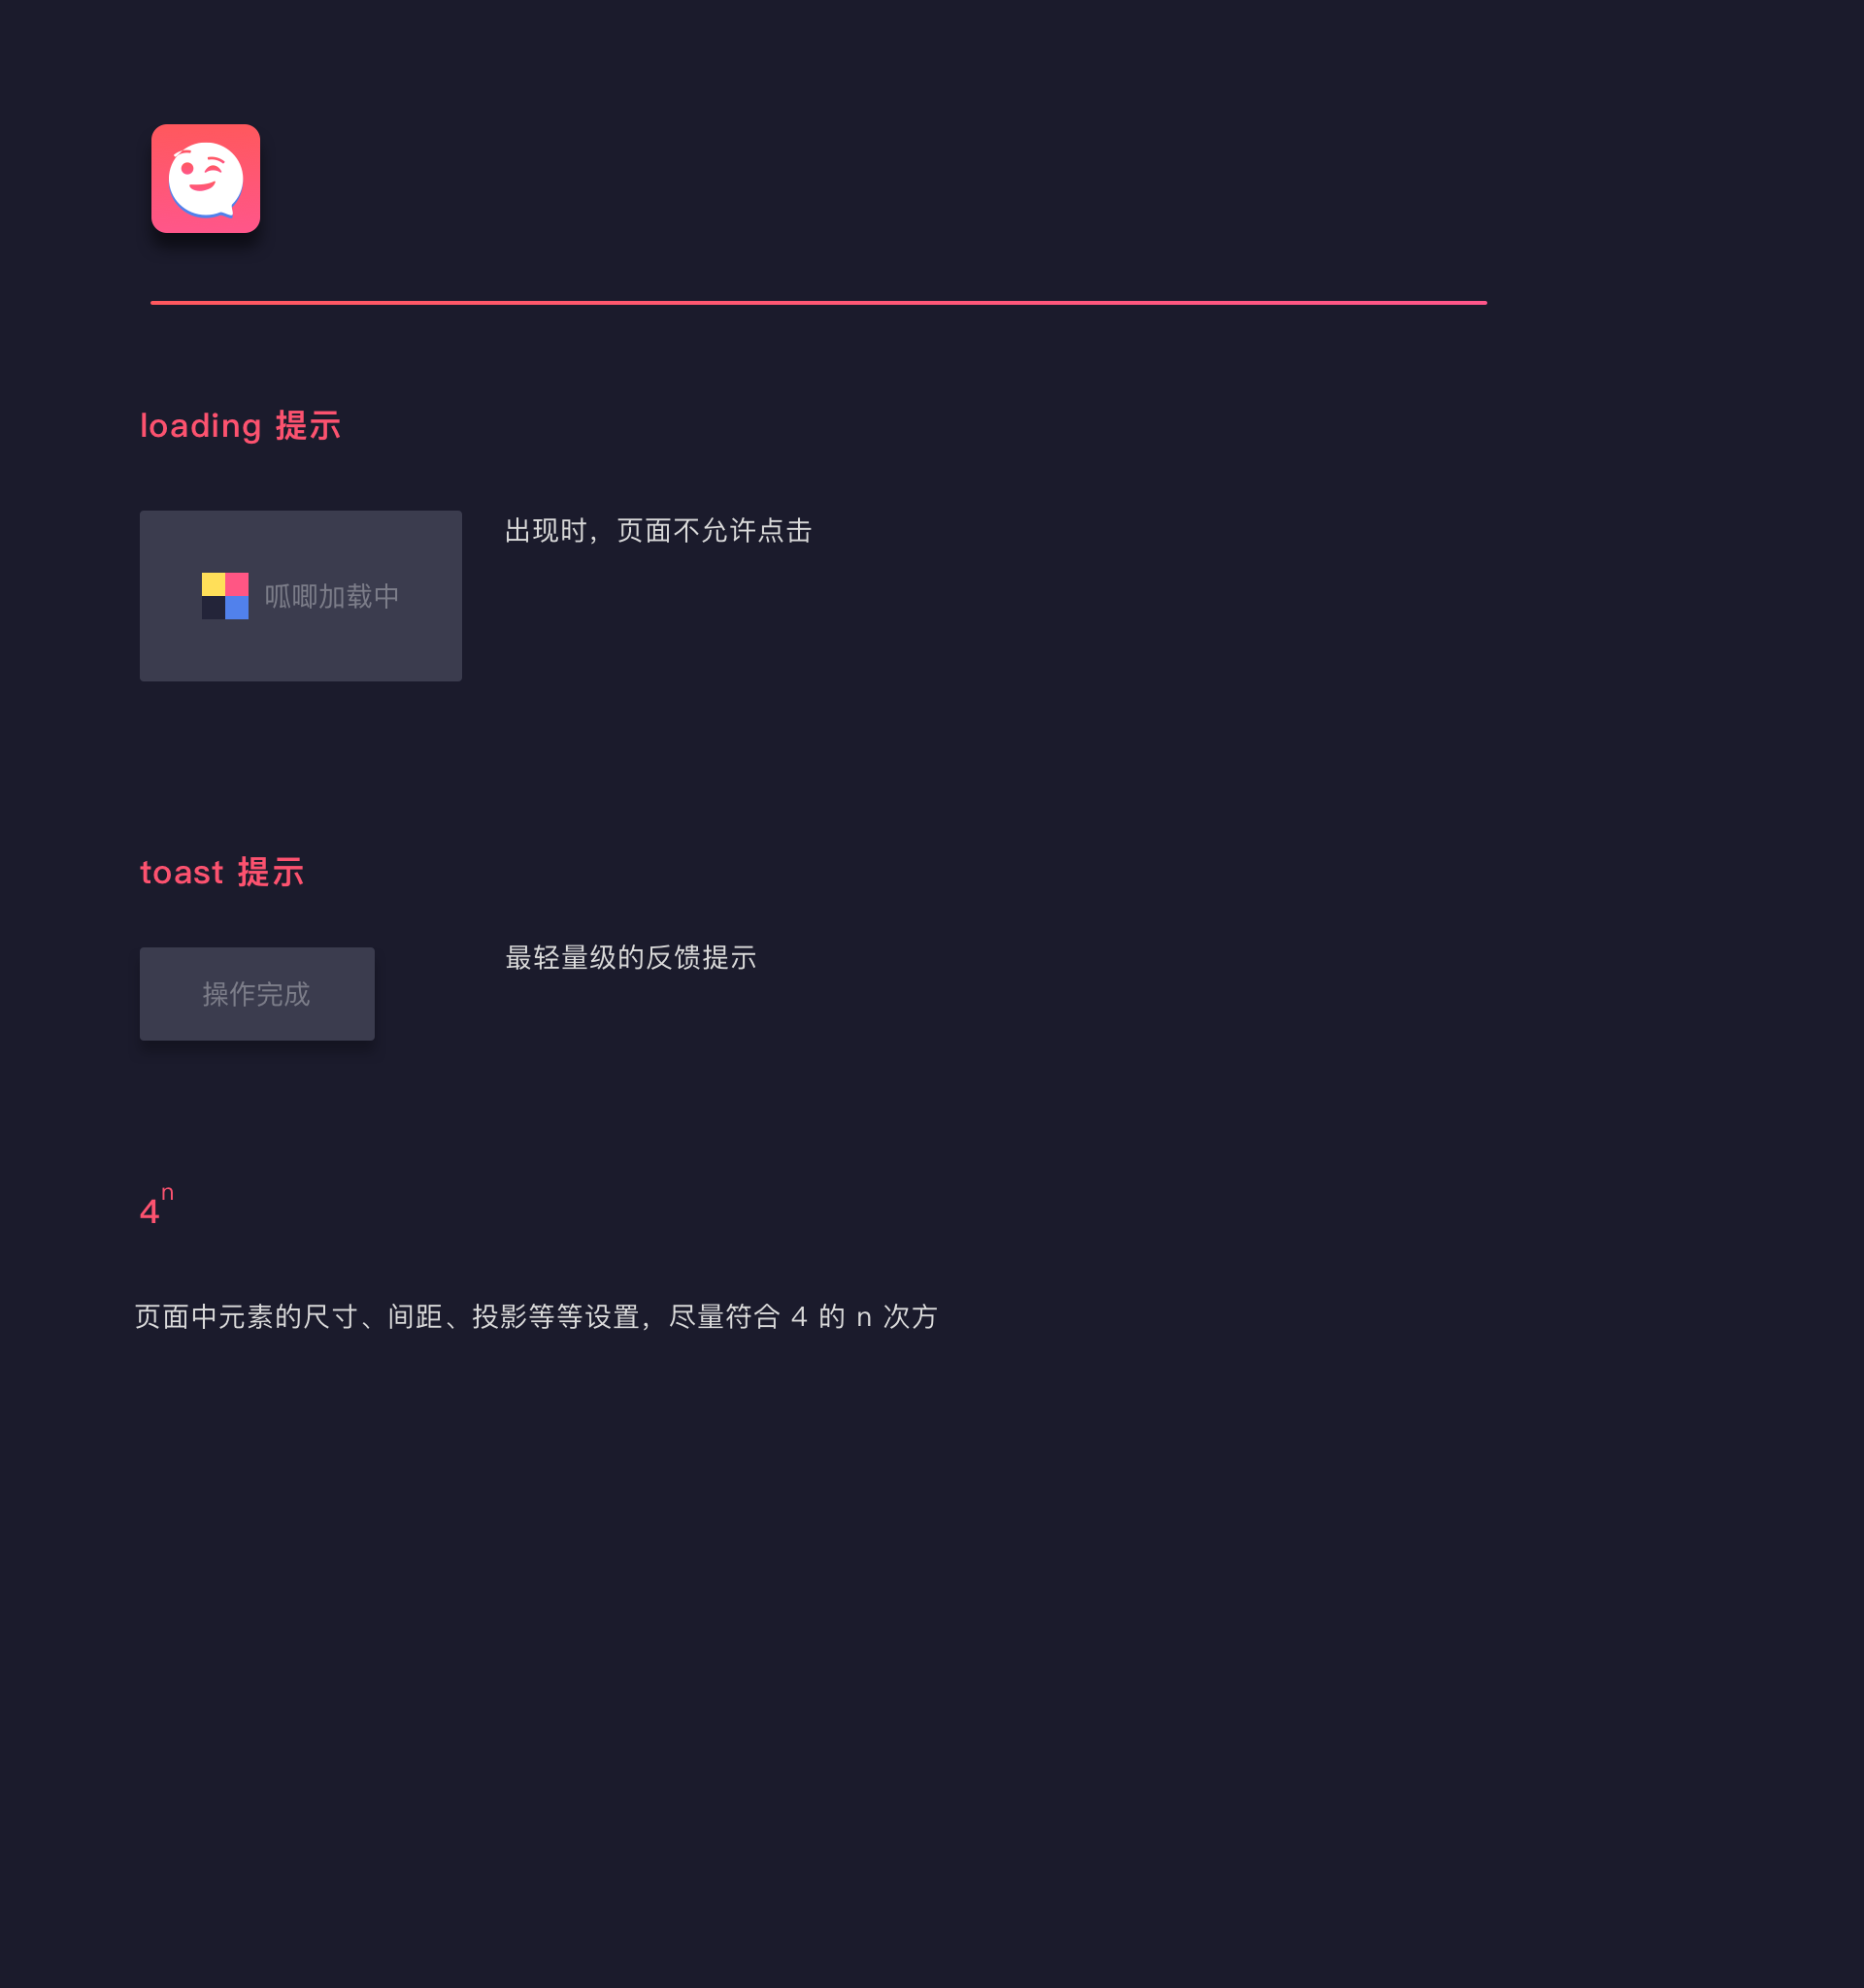 loading 提示
出现时，页面不允许点击
呱唧加载中
toast 提示
最轻量级的反馈提示
操作完成
4ⁿ
页面中元素的尺寸、间距、投影等等设置，尽量符合 4 的 n 次方